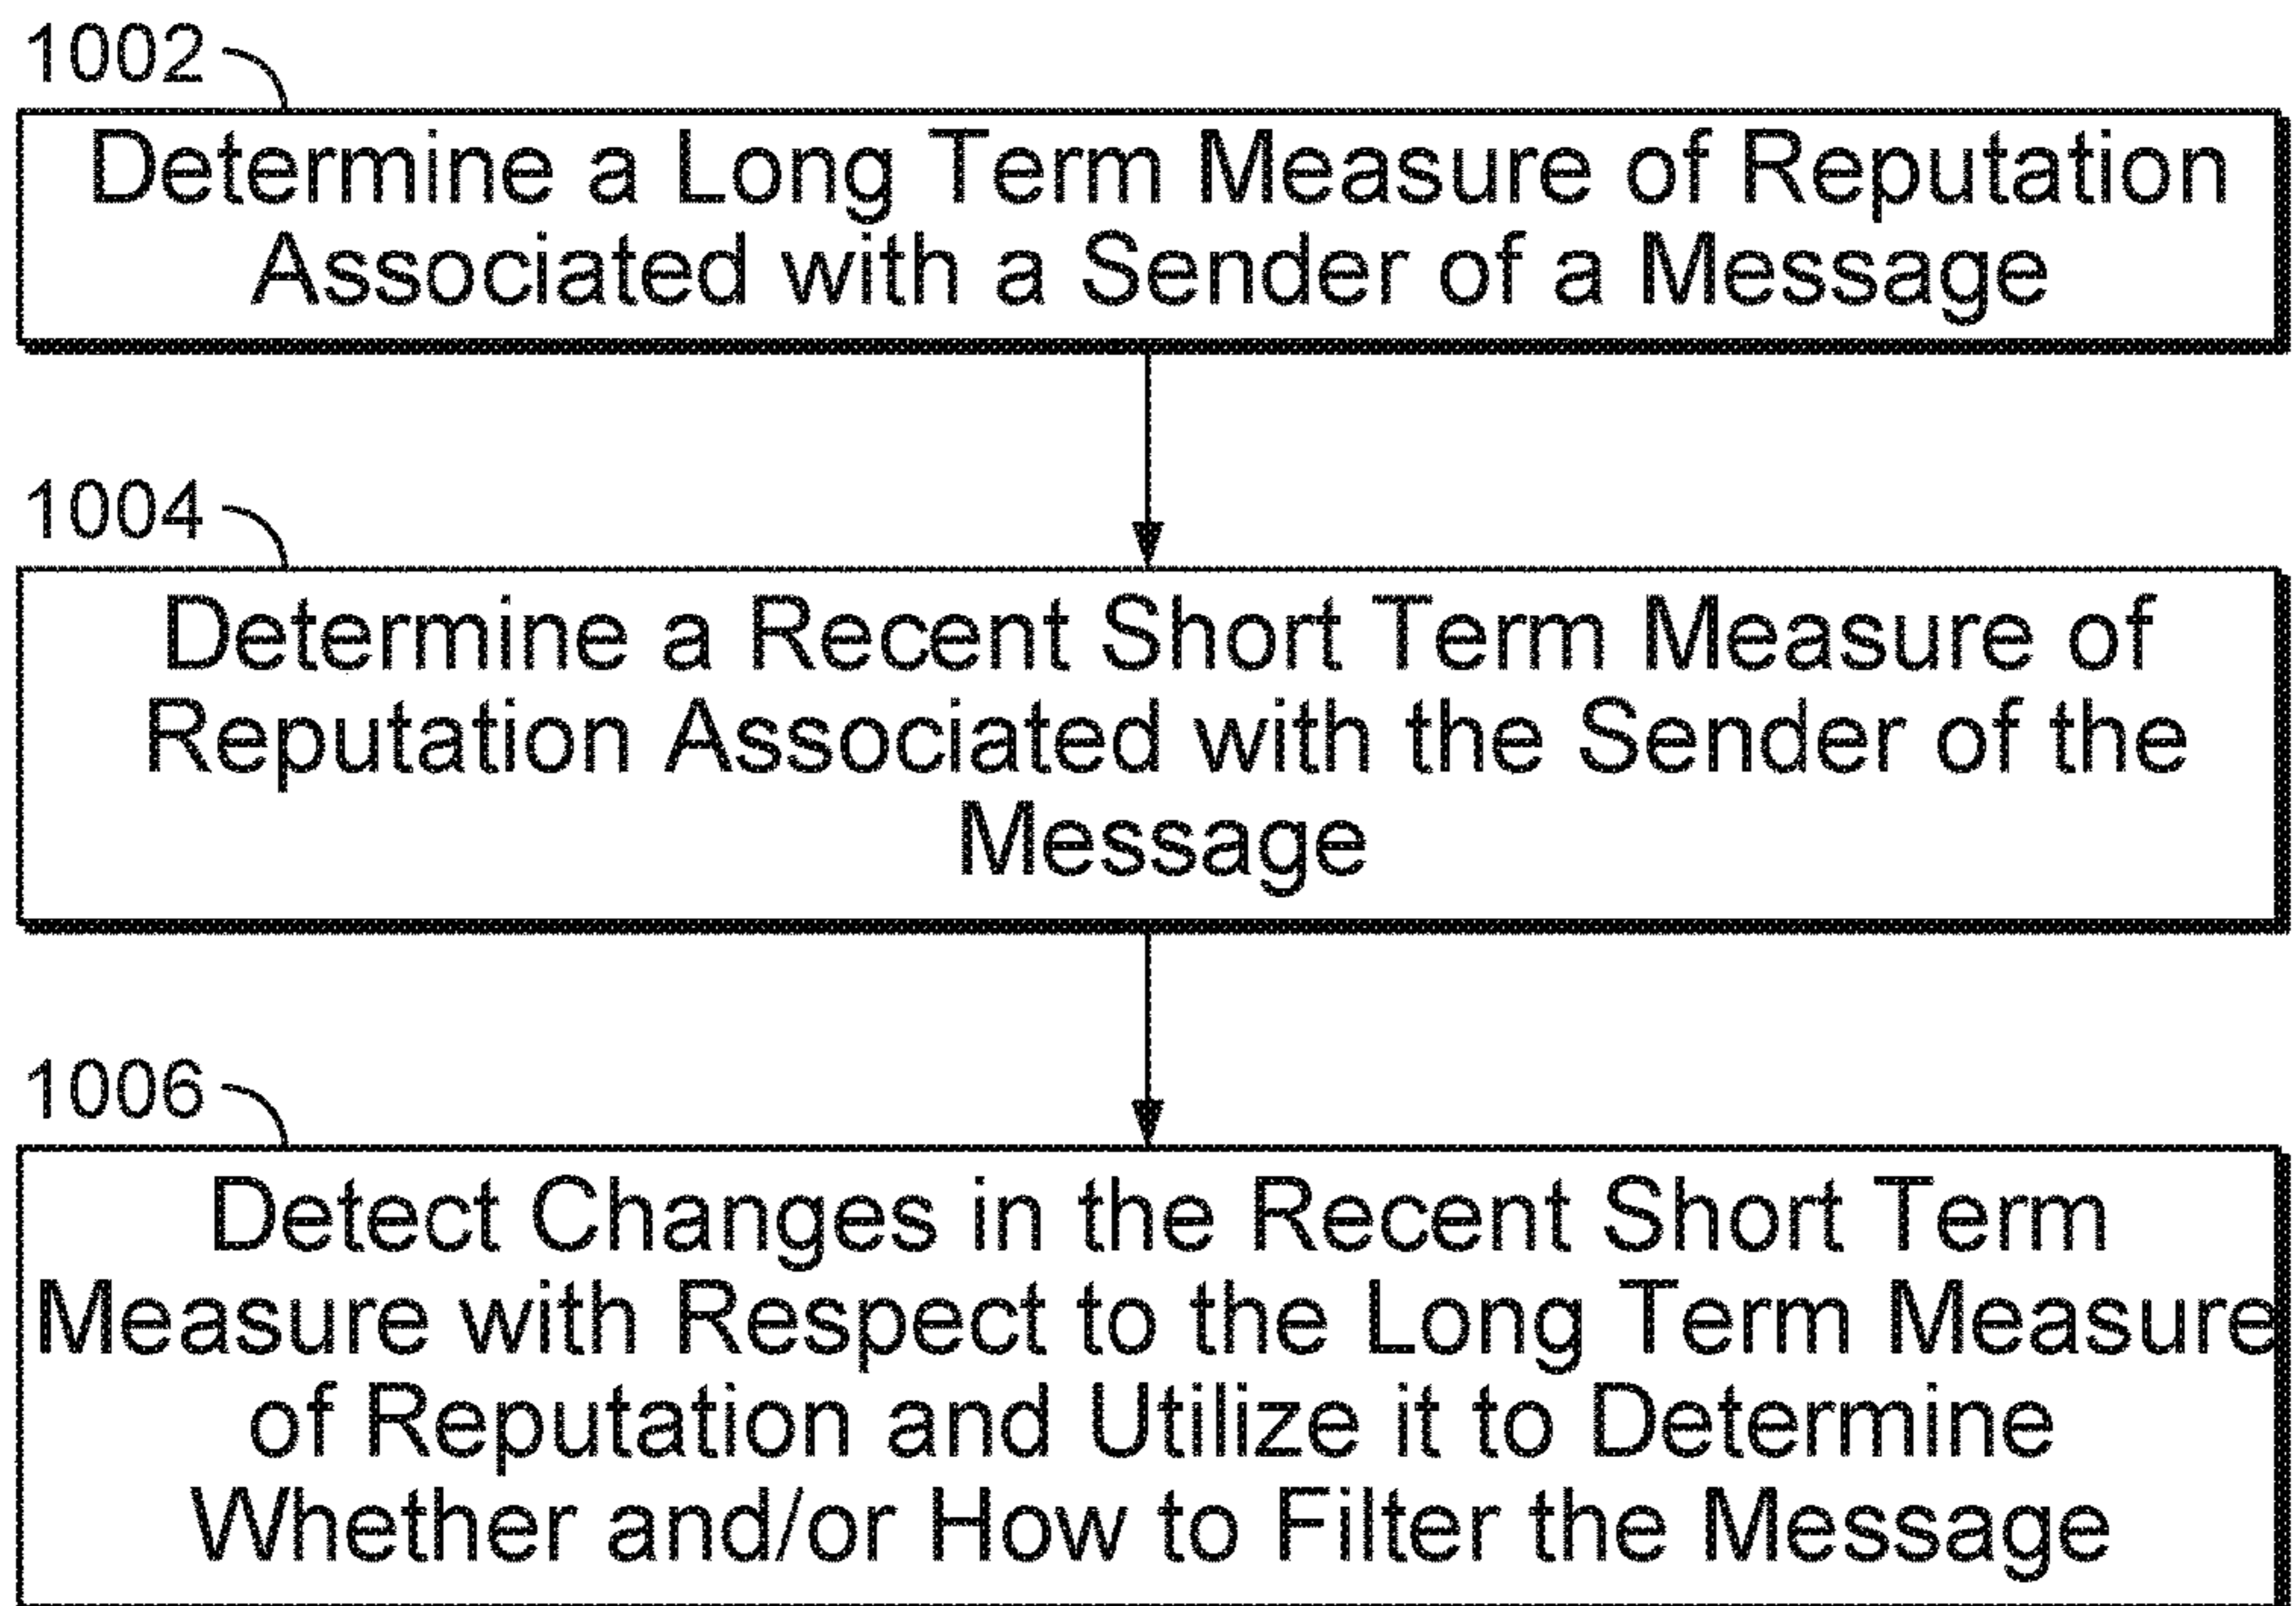 1002
Determine a Long Term Measure of Reputation
Associated with a Sender of a Message
1004
Determine a Recent Short Term Measure of
Reputation Associated with the Sender of the
Message
1006
Detect Changes in the Recent Short Term
Measure with Respect to the Long Term Measure
of Reputation and Utilize it to Determine
Whether and/or How to Filter the Message